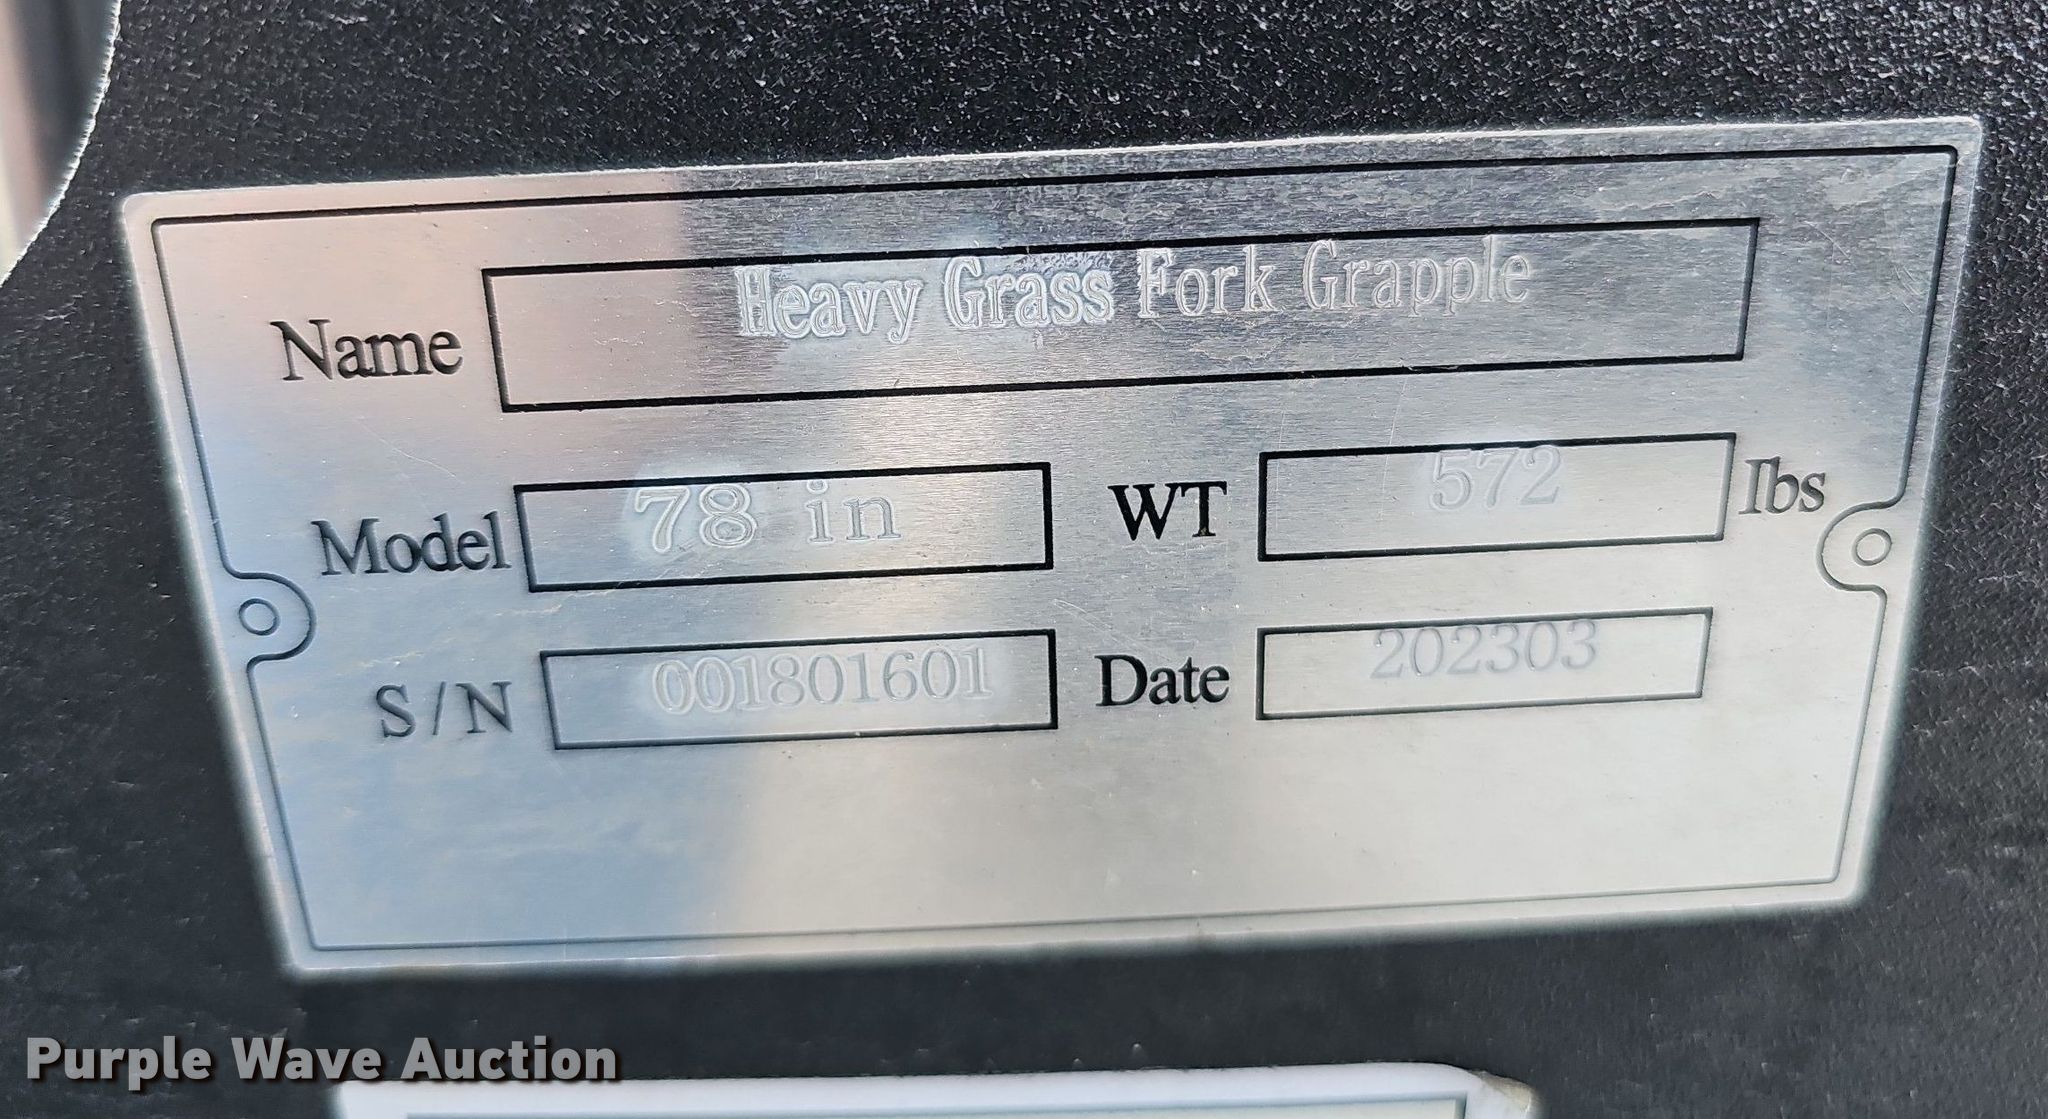 Name Heavy Grass Fork Grapple
Model 78 in WT 572 lbs
S/N 001801601 Date 202303
Purple Wave Auction